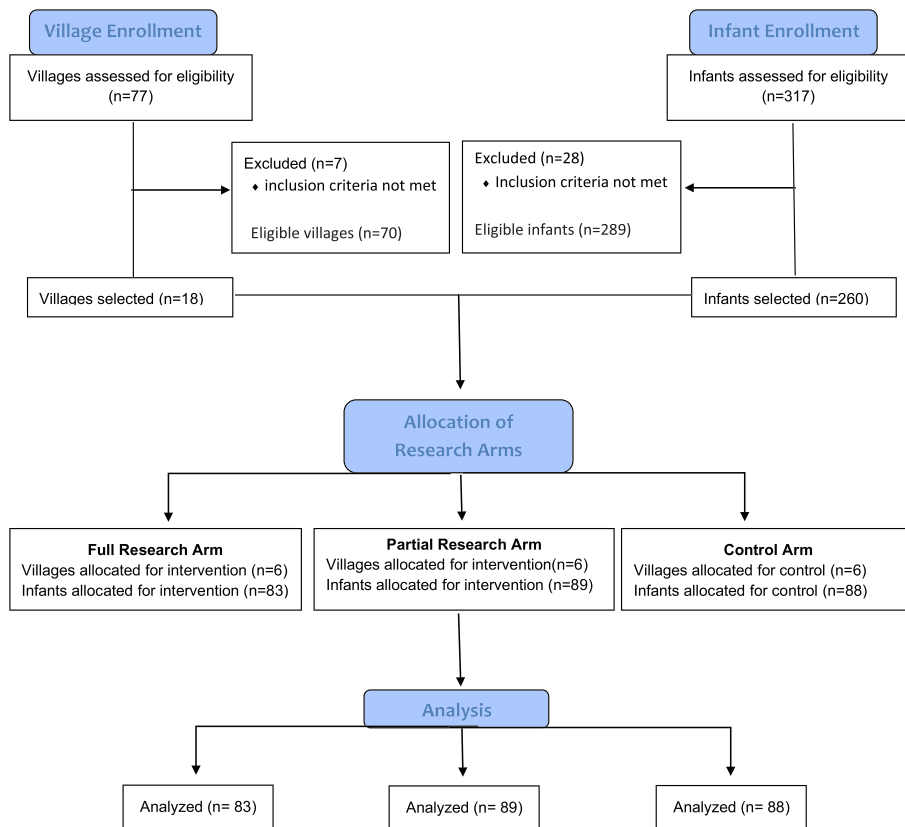 Village Enrollment
Infant Enrollment
Villages assessed for eligibility
(n=77)
Infants assessed for eligibility
(n=317)
Excluded (n=7)
♦ inclusion criteria not met
Eligible villages (n=70)
Excluded (n=28)
♦ Inclusion criteria not met
Eligible infants (n=289)
Villages selected (n=18)
Infants selected (n=260)
Allocation of
Research Arms
Full Research Arm
Villages allocated for intervention (n=6)
Infants allocated for intervention (n=83)
Partial Research Arm
Villages allocated for intervention(n=6)
Infants allocated for intervention (n=89)
Control Arm
Villages allocated for control (n=6)
Infants allocated for control (n=88)
Analysis
Analyzed (n= 83)
Analyzed (n= 89)
Analyzed (n= 88)